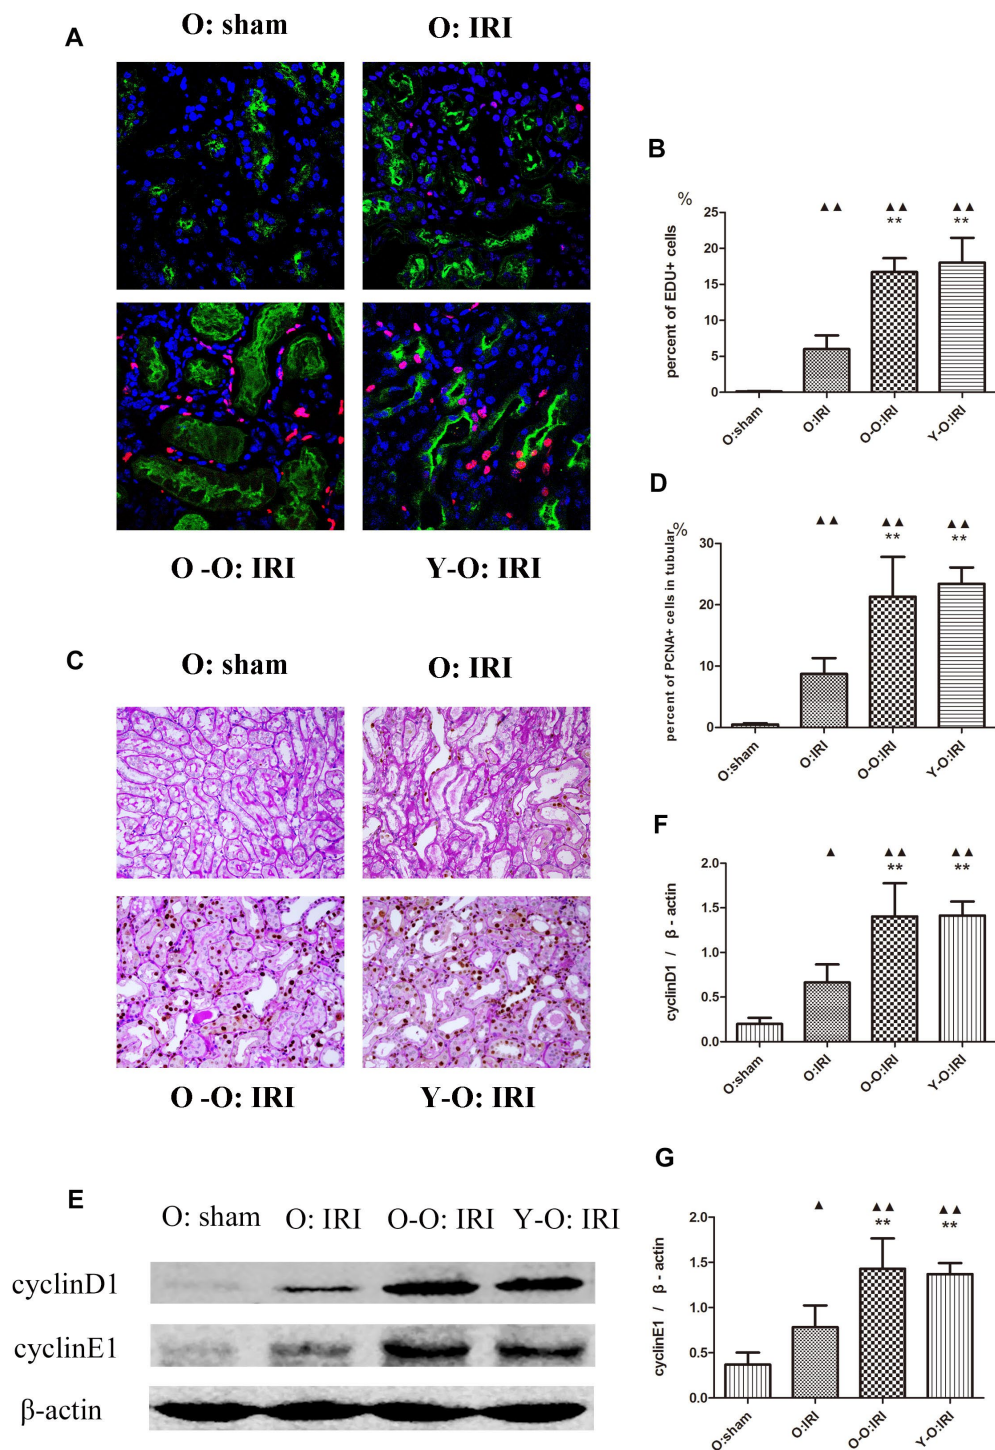 A
O: sham
O: IRI
O -O: IRI
Y-O: IRI
B
%
▲▲ ▲▲ ▲▲
** **
25
20
15
10
5
0
percent of EDU+ cells
O:sham
O:IRI
O-O:IRI
Y-O:IRI
C
O: sham
O: IRI
O -O: IRI
Y-O: IRI
D
%
▲▲ ▲▲ ▲▲
** **
30
20
10
0
percent of PCNA+ cells in tubular
O:sham
O:IRI
O-O:IRI
Y-O:IRI
E
O: sham O: IRI O-O: IRI Y-O: IRI
cyclinD1
cyclinE1
β-actin
F
▲ ▲▲ ▲▲
** **
2.0
1.5
1.0
0.5
0.0
cyclinD1 / β - actin
O:sham
O:IRI
O-O:IRI
Y-O:IRI
G
▲ ▲▲ ▲▲
** **
2.0
1.5
1.0
0.5
0.0
cyclinE1 / β - actin
O:sham
O:IRI
O-O:IRI
Y-O:IRI